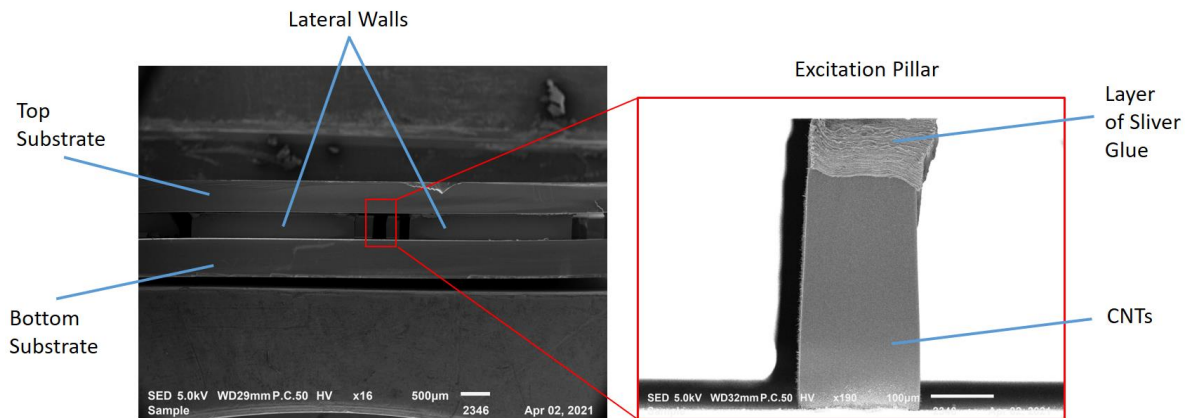 Lateral Walls
Top
Substrate
Bottom
Substrate
SED 5.0kV WD29mm P.C.50 HV x16 500µm
Sample 2346 Apr 02, 2021
Excitation Pillar
Layer
of Sliver
Glue
CNTs
SED 5.0kV WD32mm P.C.50 HV x190 100µm
Sample